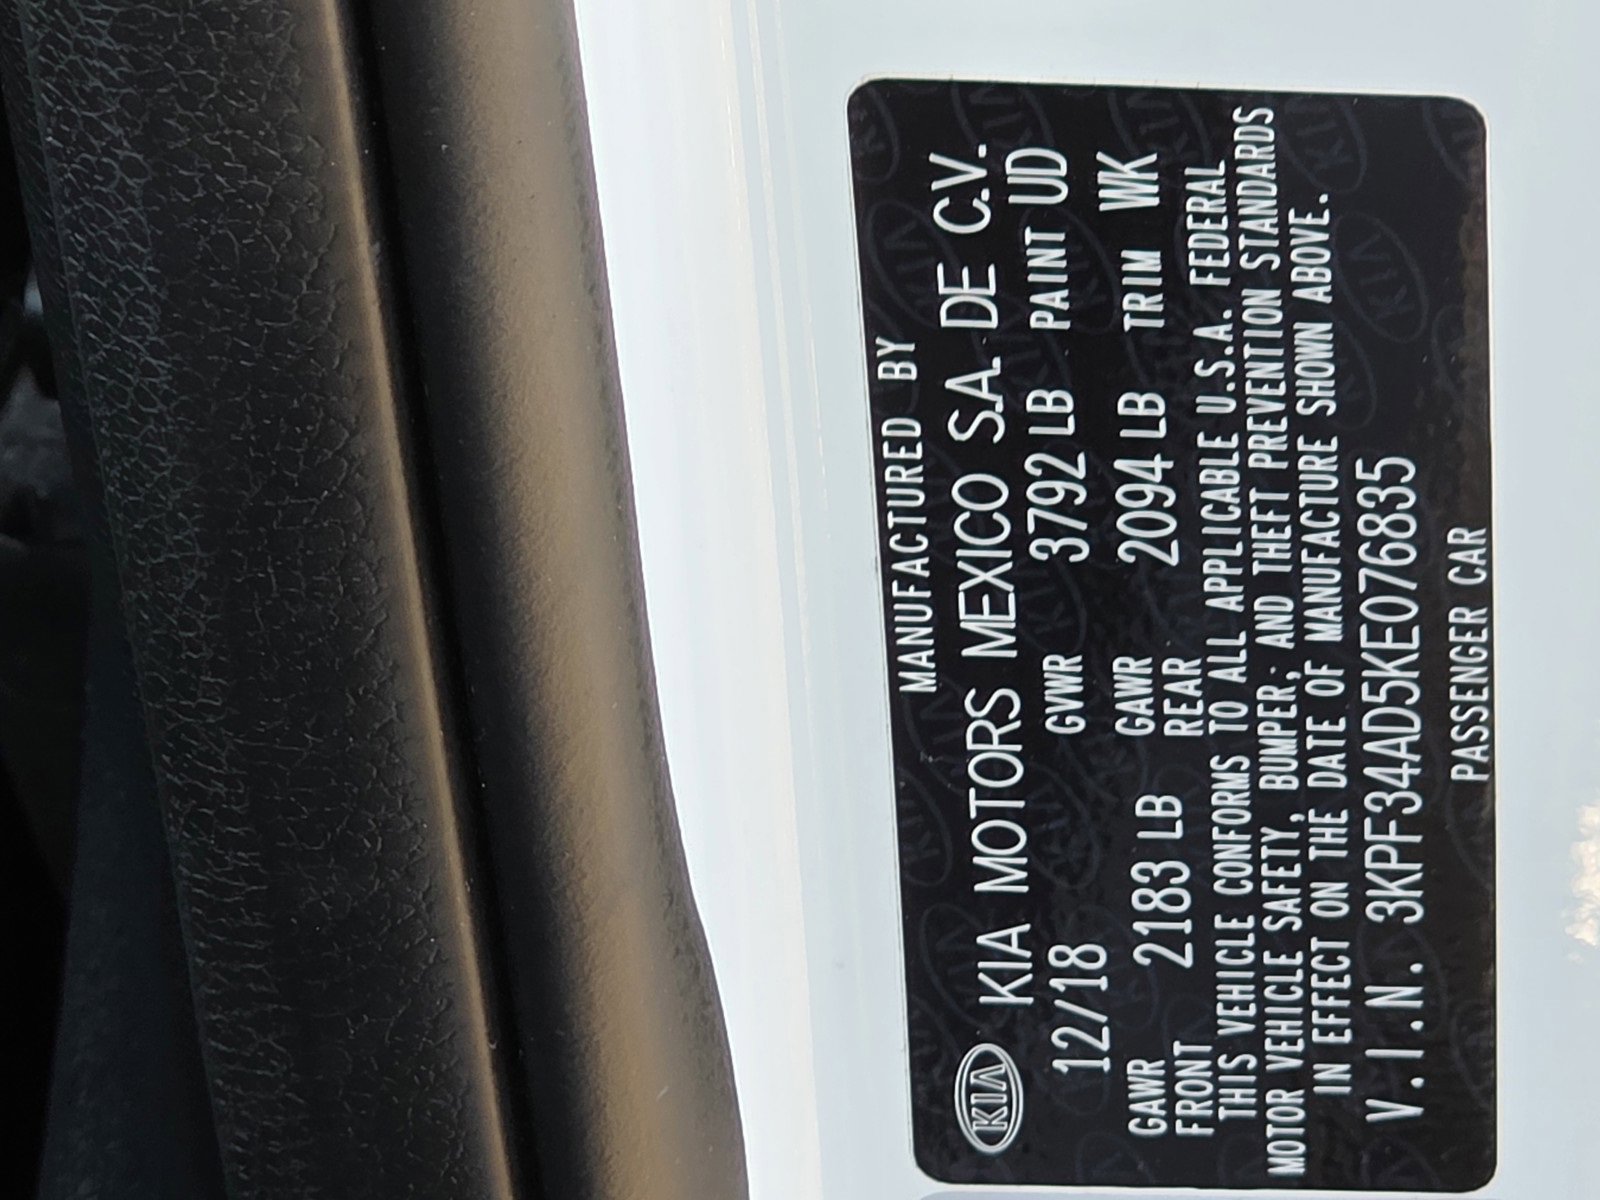 MANUFACTURED BY
KIA KIA MOTORS MEXICO S.A. DE C.V.
12/18 GVWR 3792 LB PAINT UD
GAWR FRONT 2183 LB GAWR REAR 2094 LB TRIM WK
THIS VEHICLE CONFORMS TO ALL APPLICABLE U.S.A. FEDERAL
MOTOR VEHICLE SAFETY, BUMPER, AND THEFT PREVENTION STANDARDS
IN EFFECT ON THE DATE OF MANUFACTURE SHOWN ABOVE.
V.I.N. 3KPF34AD5KE076835
PASSENGER CAR